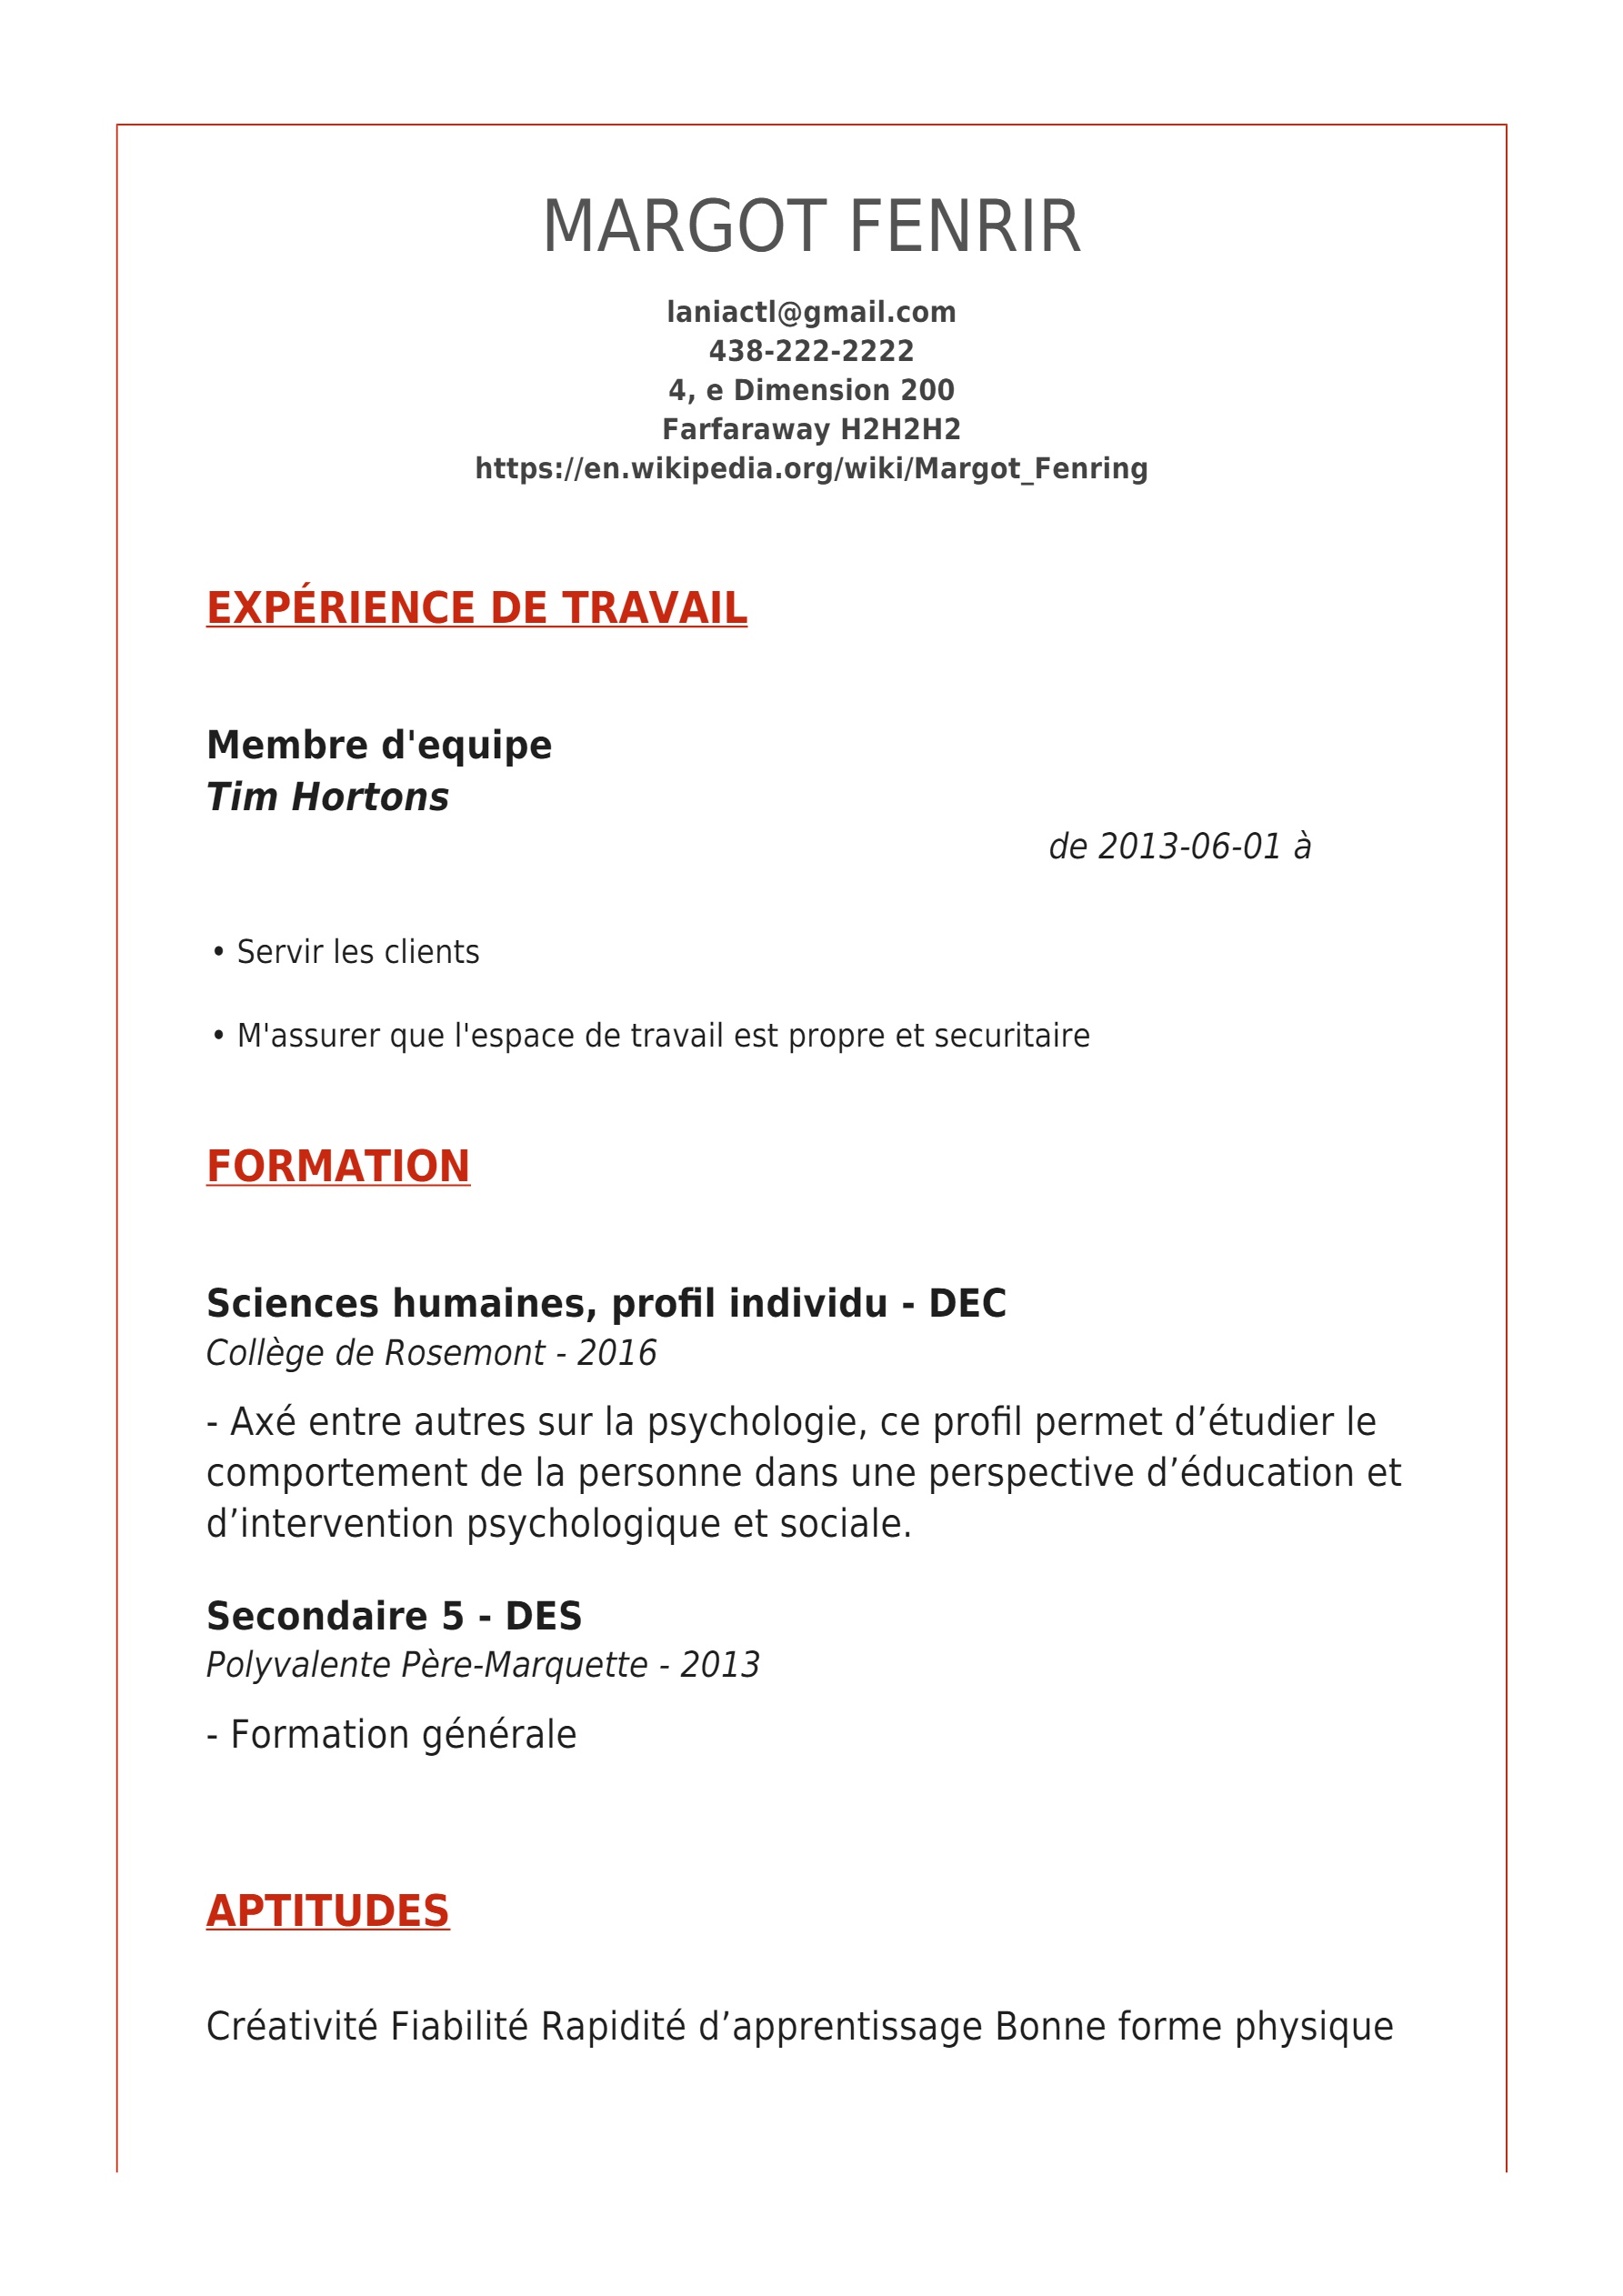 MARGOT FENRIR
laniactl@gmail.com
438-222-2222
4, e Dimension 200
Farfaraway H2H2H2
https://en.wikipedia.org/wiki/Margot_Fenring
EXPÉRIENCE DE TRAVAIL
Membre d'equipe
Tim Hortons
de 2013-06-01 à
• Servir les clients
• M'assurer que l'espace de travail est propre et securitaire
FORMATION
Sciences humaines, profil individu - DEC
Collège de Rosemont - 2016
- Axé entre autres sur la psychologie, ce profil permet d’étudier le
comportement de la personne dans une perspective d’éducation et
d’intervention psychologique et sociale.
Secondaire 5 - DES
Polyvalente Père-Marquette - 2013
- Formation générale
APTITUDES
Créativité Fiabilité Rapidité d’apprentissage Bonne forme physique